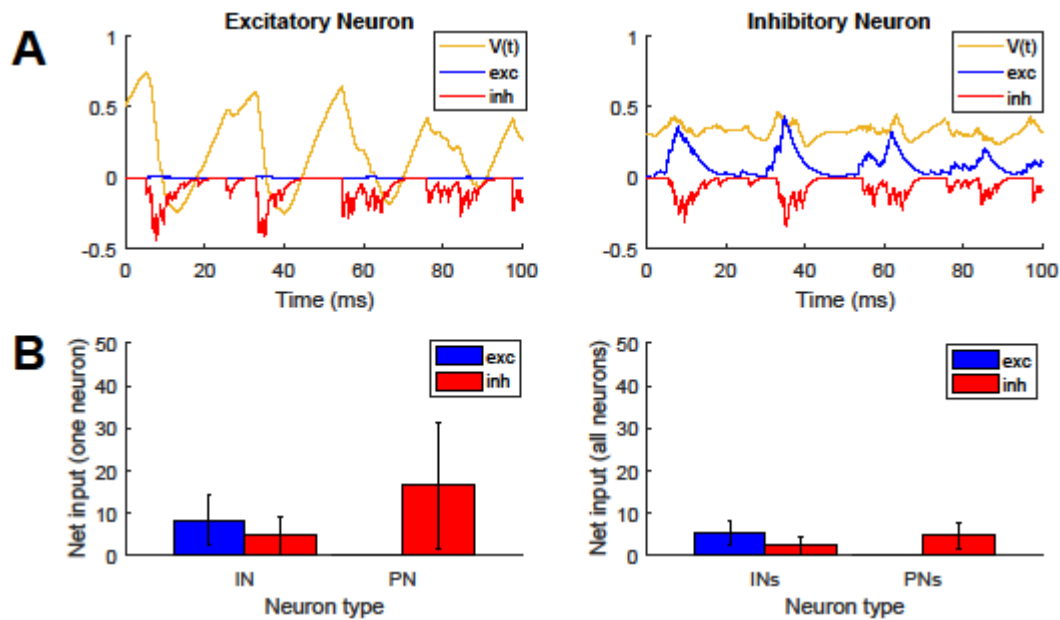 A
Excitatory Neuron
1
0.5
0
-0.5
V(t)
exc
inh
0 20 40 60 80 100
Time (ms)
Inhibitory Neuron
1
0.5
0
-0.5
V(t)
exc
inh
0 20 40 60 80 100
Time (ms)
B
Net input (one neuron)
50
40
30
20
10
0
exc
inh
IN PN
Neuron type
Net input (all neurons)
50
40
30
20
10
0
exc
inh
INs PNs
Neuron type